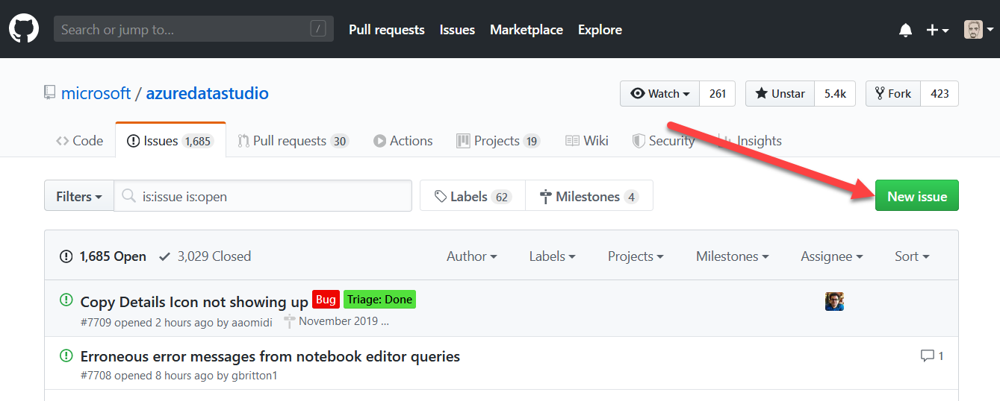 Search or jump to... / Pull requests Issues Marketplace Explore
microsoft / azuredatastudio Watch 261 Unstar 5.4k Fork 423
Code Issues 1,685 Pull requests 30 Actions Projects 19 Wiki Security Insights
Filters is:issue is:open Labels 62 Milestones 4 New issue
1,685 Open 3,029 Closed Author Labels Projects Milestones Assignee Sort
Copy Details Icon not showing up Bug Triage: Done
#7709 opened 2 hours ago by aaomidi November 2019 ...
Erroneous error messages from notebook editor queries 1
#7708 opened 8 hours ago by gbritton1